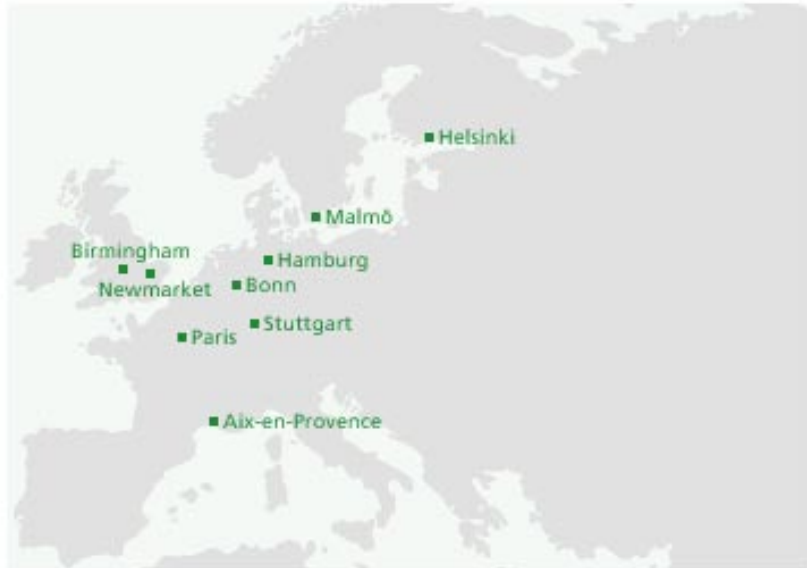 Helsinki
Malmö
Birmingham
Hamburg
Newmarket
Bonn
Stuttgart
Paris
Aix-en-Provence